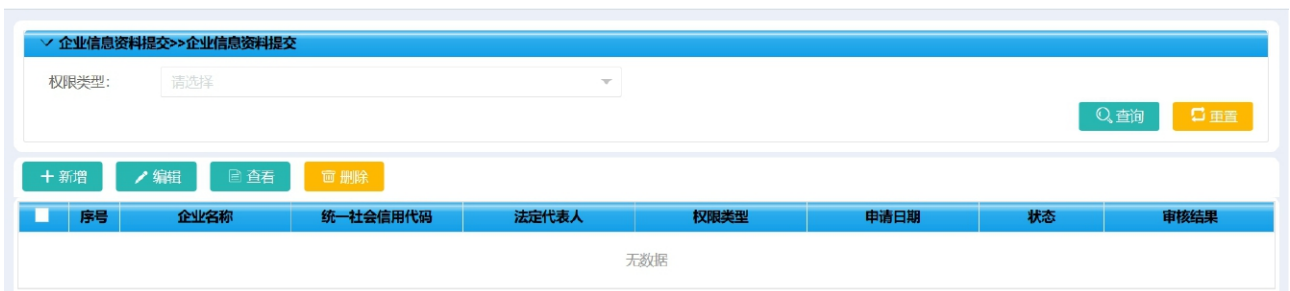 企业信息资料提交>>企业信息资料提交
权限类型: 请选择
查询 重置
新增 编辑 查看 删除
序号 企业名称 统一社会信用代码 法定代表人 权限类型 申请日期 状态 审核结果
无数据